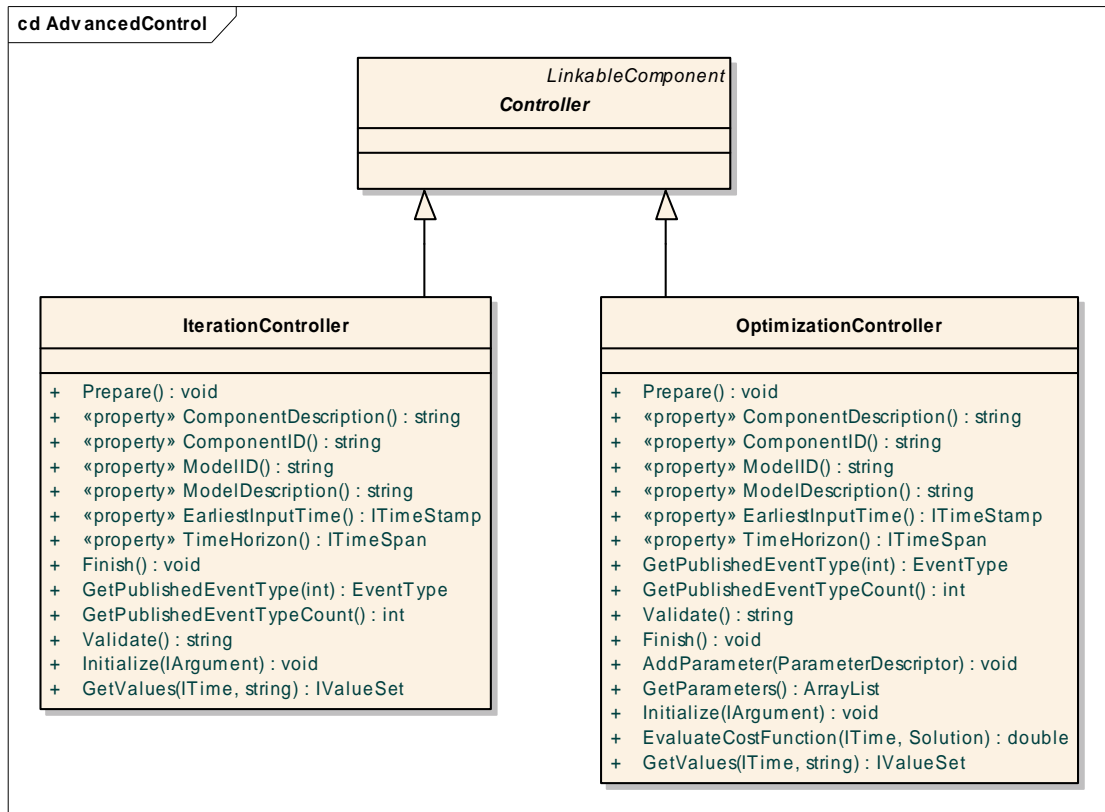 cd AdvancedControl
LinkableComponent
Controller
IterationController
+ Prepare() : void
+ «property» ComponentDescription() : string
+ «property» ComponentID() : string
+ «property» ModelID() : string
+ «property» ModelDescription() : string
+ «property» EarliestInputTime() : ITimeStamp
+ «property» TimeHorizon() : ITimeSpan
+ Finish() : void
+ GetPublishedEventType(int) : EventType
+ GetPublishedEventTypeCount() : int
+ Validate() : string
+ Initialize(IArgument) : void
+ GetValues(ITime, string) : IValueSet
OptimizationController
+ Prepare() : void
+ «property» ComponentDescription() : string
+ «property» ComponentID() : string
+ «property» ModelID() : string
+ «property» ModelDescription() : string
+ «property» EarliestInputTime() : ITimeStamp
+ «property» TimeHorizon() : ITimeSpan
+ GetPublishedEventType(int) : EventType
+ GetPublishedEventTypeCount() : int
+ Validate() : string
+ Finish() : void
+ AddParameter(ParameterDescriptor) : void
+ GetParameters() : ArrayList
+ Initialize(IArgument) : void
+ EvaluateCostFunction(ITime, Solution) : double
+ GetValues(ITime, string) : IValueSet